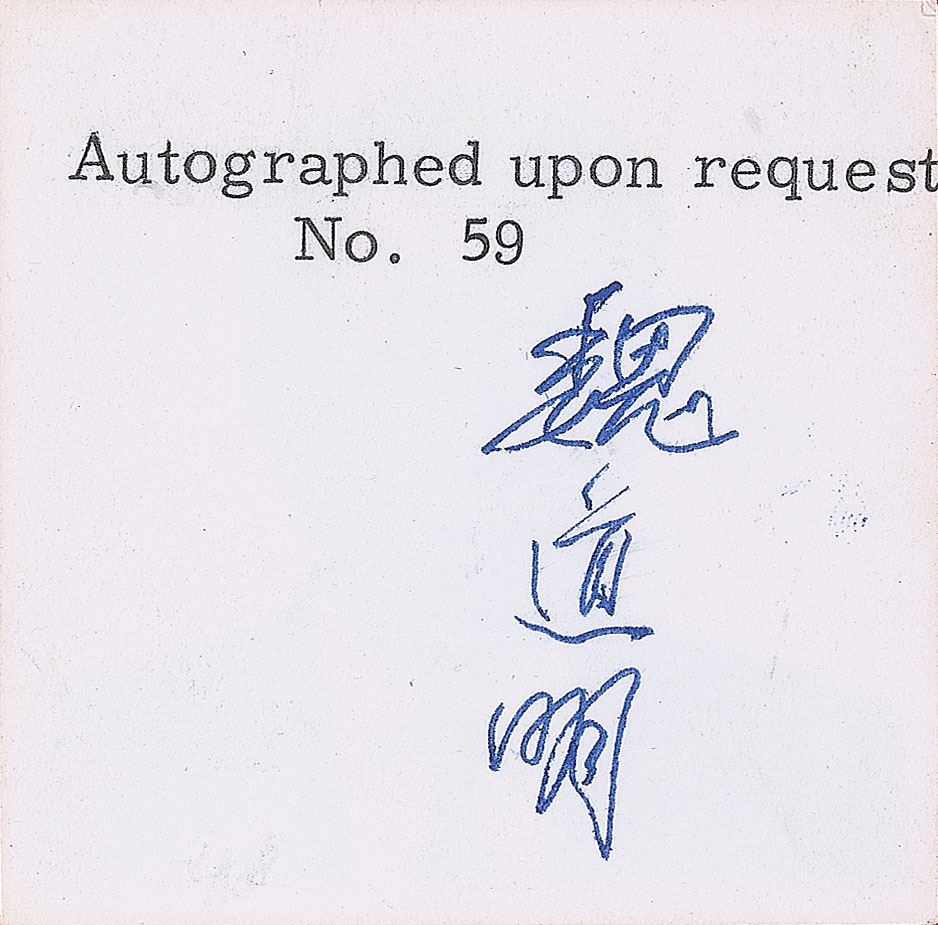 Autographed upon request
No. 59
魏
道
明